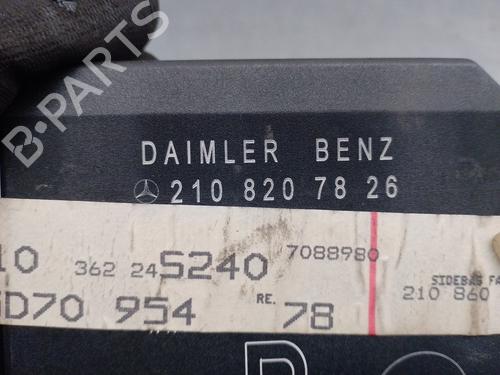 B-PARTS
DAIMLER BENZ
210 820 78 26
10 362 24 S240 7088980
D70 954 RE. 78
SIDEBAG FA
210 860